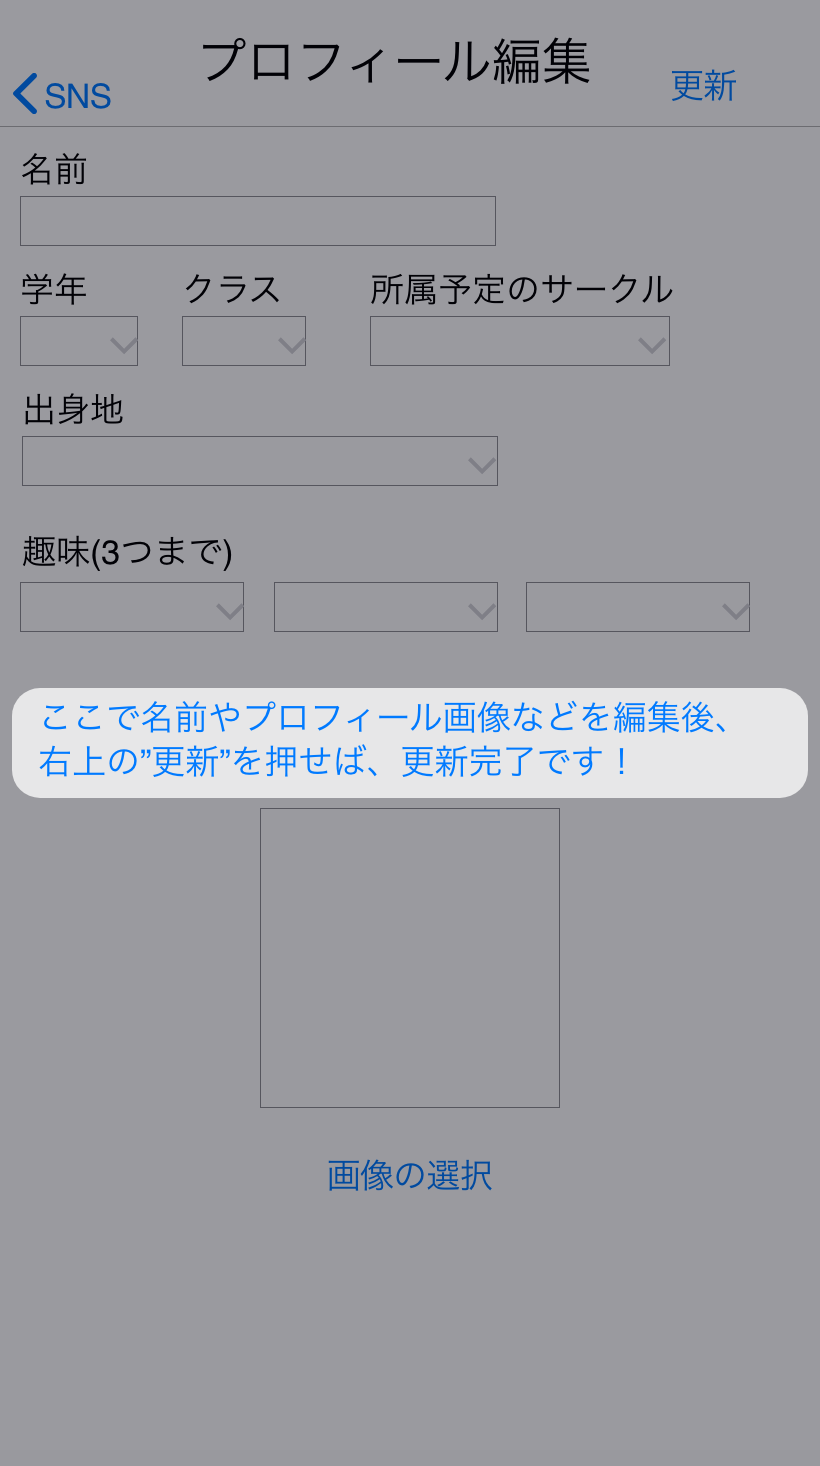 プロフィール編集
SNS
更新
名前
学年 クラス 所属予定のサークル
出身地
趣味(3つまで)
ここで名前やプロフィール画像などを編集後、
右上の”更新”を押せば、更新完了です！
画像の選択